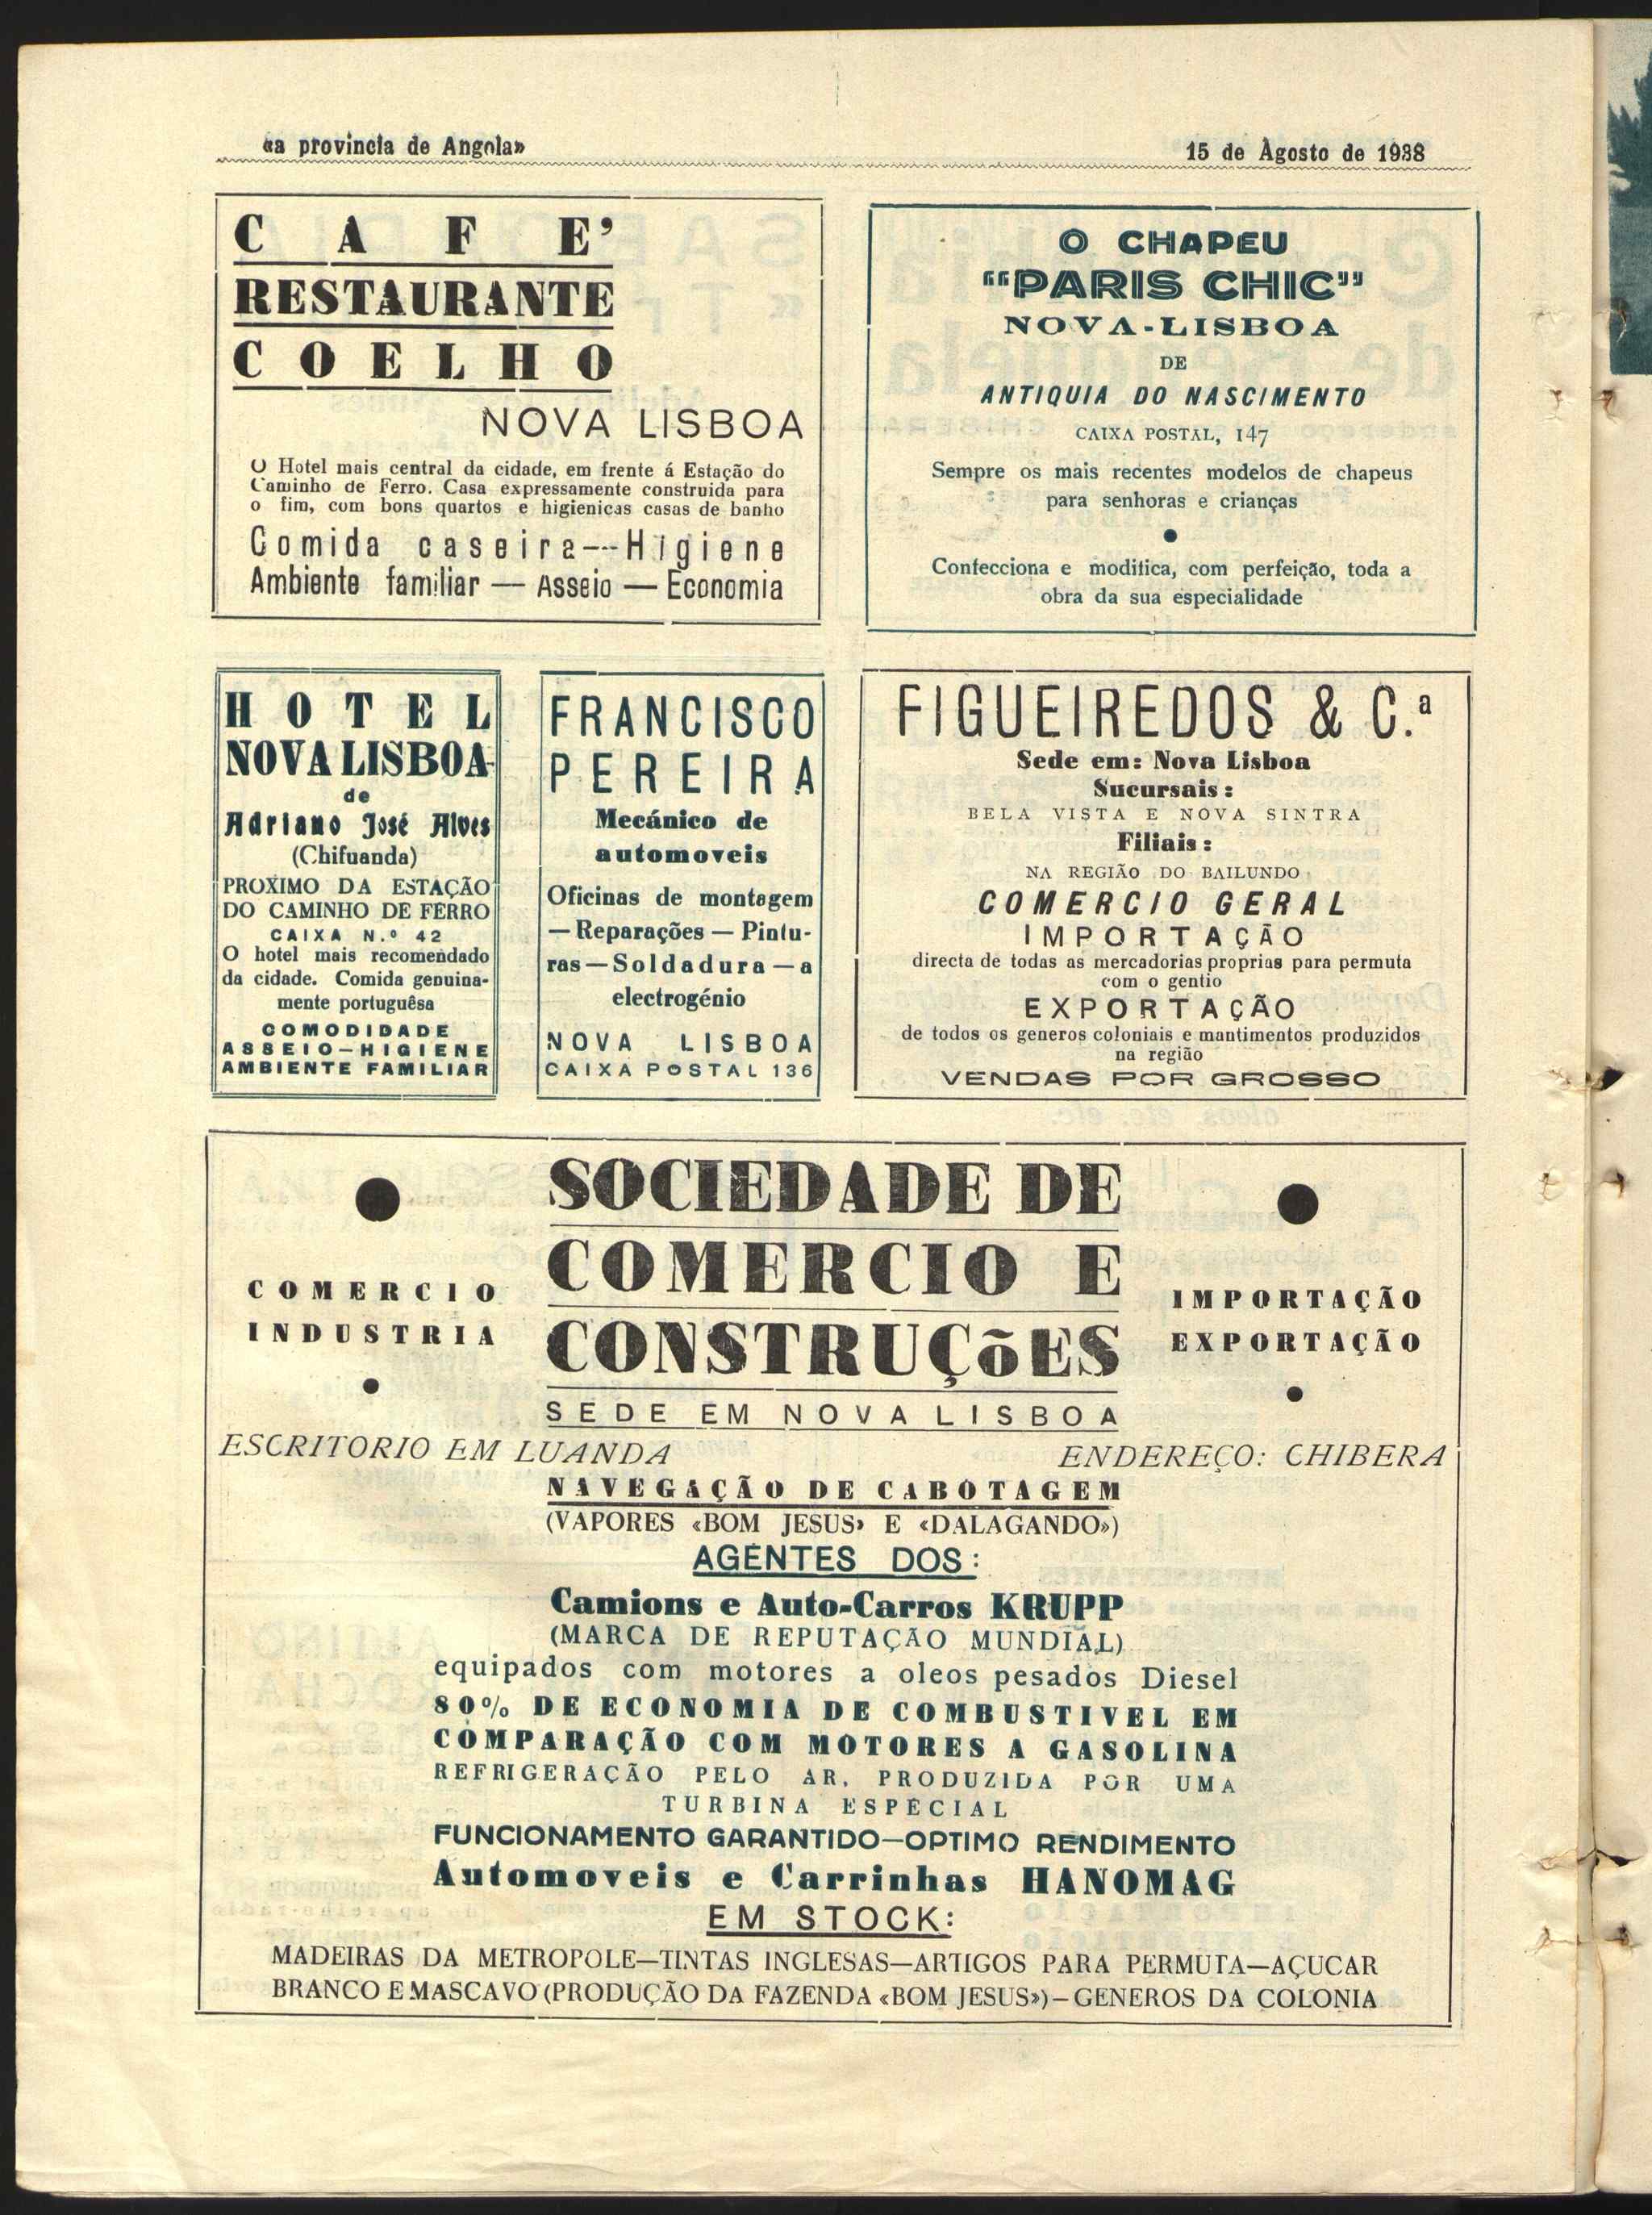 «a provincia de Angola»
15 de Agosto de 1938
C A F E’
RESTAURANTE
C O E L H O
NOVA LISBOA
O Hotel mais central da cidade, em frente á Estação do
Caminho de Ferro. Casa expressamente construida para
o fim, com bons quartos e higienicas casas de banho
Comida caseira--Higiene
Ambiente familiar — Asseio — Economia
O CHAPEU
“PARIS CHIC”
NOVA-LISBOA
DE
ANTIQUIA DO NASCIMENTO
CAIXA POSTAL, 147
Sempre os mais recentes modelos de chapeus
para senhoras e crianças
Confecciona e modifica, com perfeição, toda a
obra da sua especialidade
H O T E L
NOVA LISBOA
de
Adriano José Alves
(Chifuanda)
PROXIMO DA ESTAÇÃO
DO CAMINHO DE FERRO
CAIXA N.º 42
O hotel mais recomendado
da cidade. Comida genuina-
mente portuguêsa
COMODIDADE
ASSEIO—HIGIENE
AMBIENTE FAMILIAR
FRANCISCO
PEREIRA
Mecánico de
automoveis
Oficinas de montagem
— Reparações — Pintu-
ras—Soldadura—a
electrogénio
NOVA LISBOA
CAIXA POSTAL 136
FIGUEIREDOS & C.ª
Sede em: Nova Lisboa
Sucursais:
BELA VISTA E NOVA SINTRA
Filiais:
NA REGIÃO DO BAILUNDO
COMERCIO GERAL
IMPORTAÇÃO
directa de todas as mercadorias proprias para permuta
com o gentio
EXPORTAÇÃO
de todos os generos coloniais e mantimentos produzidos
na região
VENDAS POR GROSSO
SOCIEDADE DE
COMERCIO E
CONSTRUÇõES
COMERCIO
INDUSTRIA
IMPORTAÇÃO
EXPORTAÇÃO
SEDE EM NOVA LISBOA
ESCRITORIO EM LUANDA
ENDEREÇO: CHIBERA
NAVEGAÇÃO DE CABOTAGEM
(VAPORES «BOM JESUS» E «DALAGANDO»)
AGENTES DOS:
Camions e Auto-Carros KRUPP
(MARCA DE REPUTAÇÃO MUNDIAL)
equipados com motores a oleos pesados Diesel
80% DE ECONOMIA DE COMBUSTIVEL EM
COMPARAÇÃO COM MOTORES A GASOLINA
REFRIGERAÇÃO PELO AR, PRODUZIDA POR UMA
TURBINA ESPECIAL
FUNCIONAMENTO GARANTIDO—OPTIMO RENDIMENTO
Automoveis e Carrinhas HANOMAG
EM STOCK:
MADEIRAS DA METROPOLE—TINTAS INGLESAS—ARTIGOS PARA PERMUTA—AÇUCAR
BRANCO E MASCAVO (PRODUÇÃO DA FAZENDA «BOM JESUS»)—GENEROS DA COLONIA